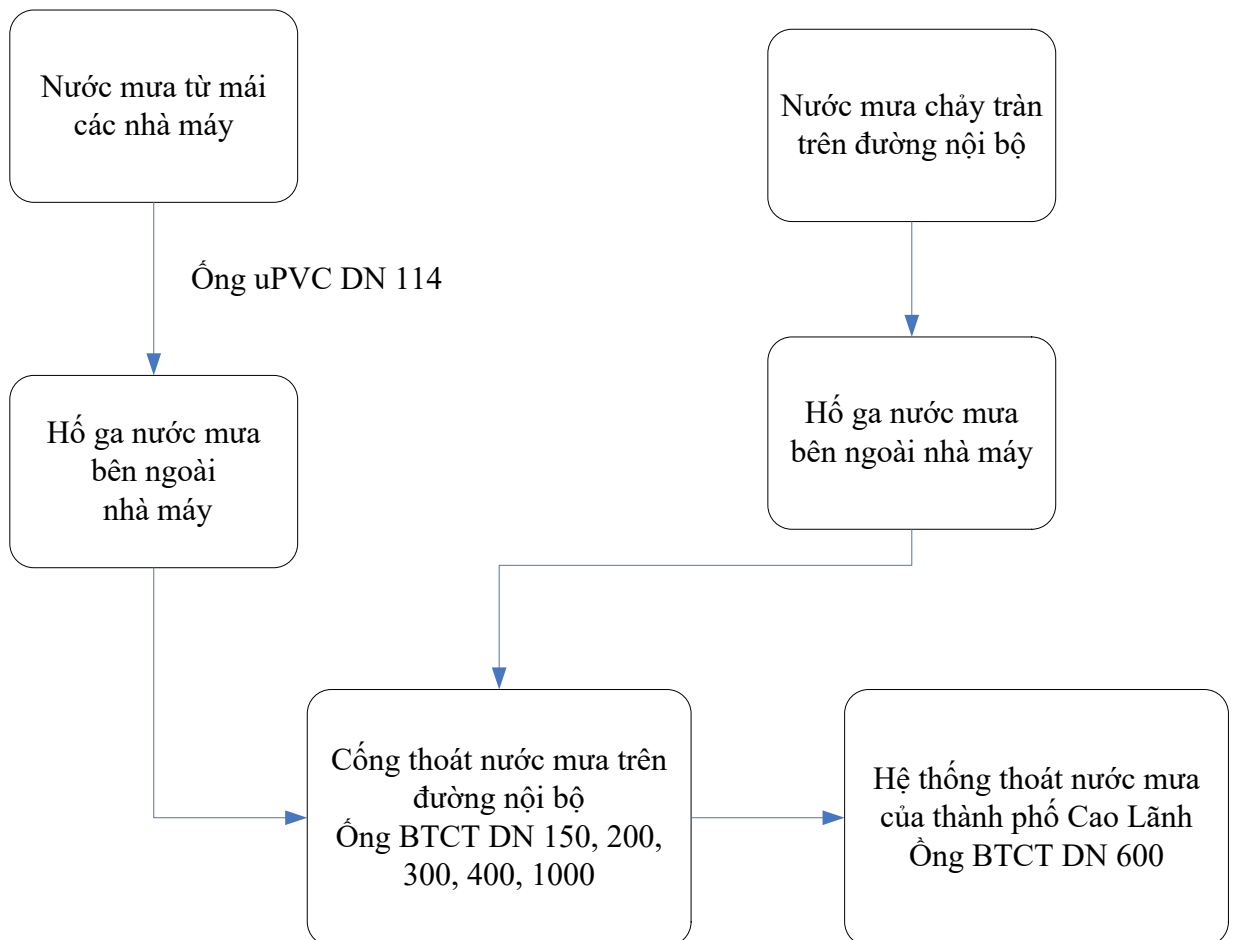 Nước mưa từ mái
các nhà máy
Nước mưa chảy tràn
trên đường nội bộ
Ống uPVC DN 114
Hố ga nước mưa
bên ngoài
nhà máy
Hố ga nước mưa
bên ngoài nhà máy
Cống thoát nước mưa trên
đường nội bộ
Ống BTCT DN 150, 200,
300, 400, 1000
Hệ thống thoát nước mưa
của thành phố Cao Lãnh
Ồng BTCT DN 600